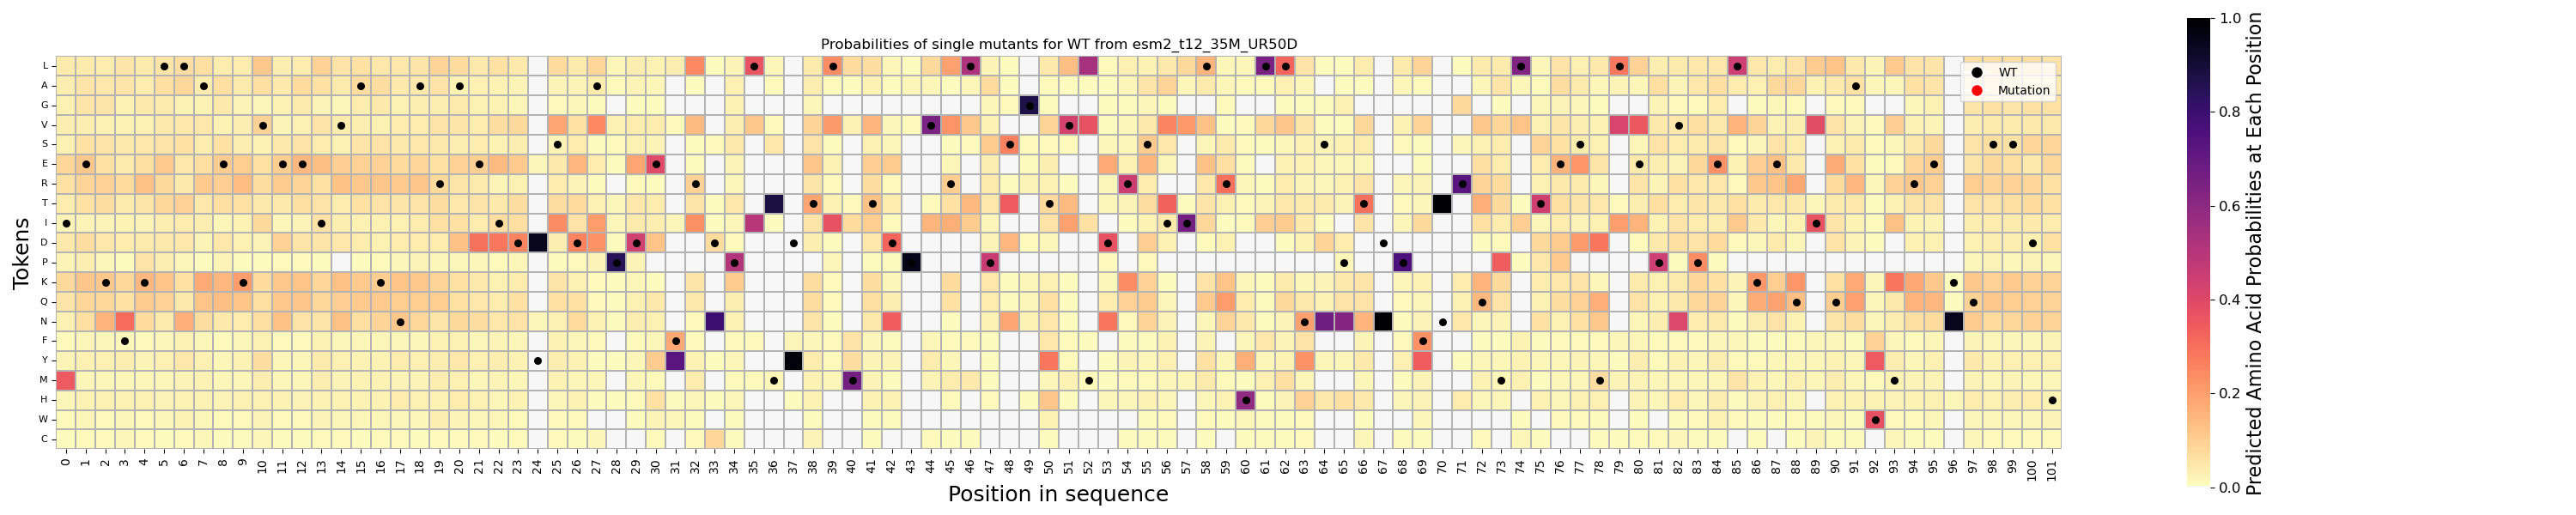 Probabilities of single mutants for WT from esm2_t12_35M_UR50D
L
A
G
V
S
E
R
T
I
D
P
K
Q
N
F
Y
M
H
W
C
Tokens
0 1 2 3 4 5 6 7 8 9 10 11 12 13 14 15 16 17 18 19 20 21 22 23 24 25 26 27 28 29 30 31 32 33 34 35 36 37 38 39 40 41 42 43 44 45 46 47 48 49 50 51 52 53 54 55 56 57 58 59 60 61 62 63 64 65 66 67 68 69 70 71 72 73 74 75 76 77 78 79 80 81 82 83 84 85 86 87 88 89 90 91 92 93 94 95 96 97 98 99 100 101
Position in sequence
WT
Mutation
1.0
0.8
0.6
0.4
0.2
0.0
Predicted Amino Acid Probabilities at Each Position